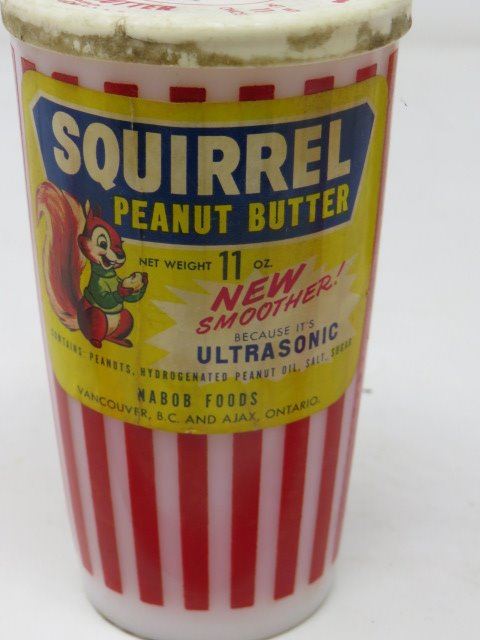 SQUIRREL
PEANUT BUTTER
NET WEIGHT 11 OZ.
NEW
SMOOTHER!
BECAUSE IT'S
ULTRASONIC
CONTAINS: PEANUTS, HYDROGENATED PEANUT OIL, SALT, SUGAR
NABOB FOODS
VANCOUVER, B.C. AND AJAX, ONTARIO.